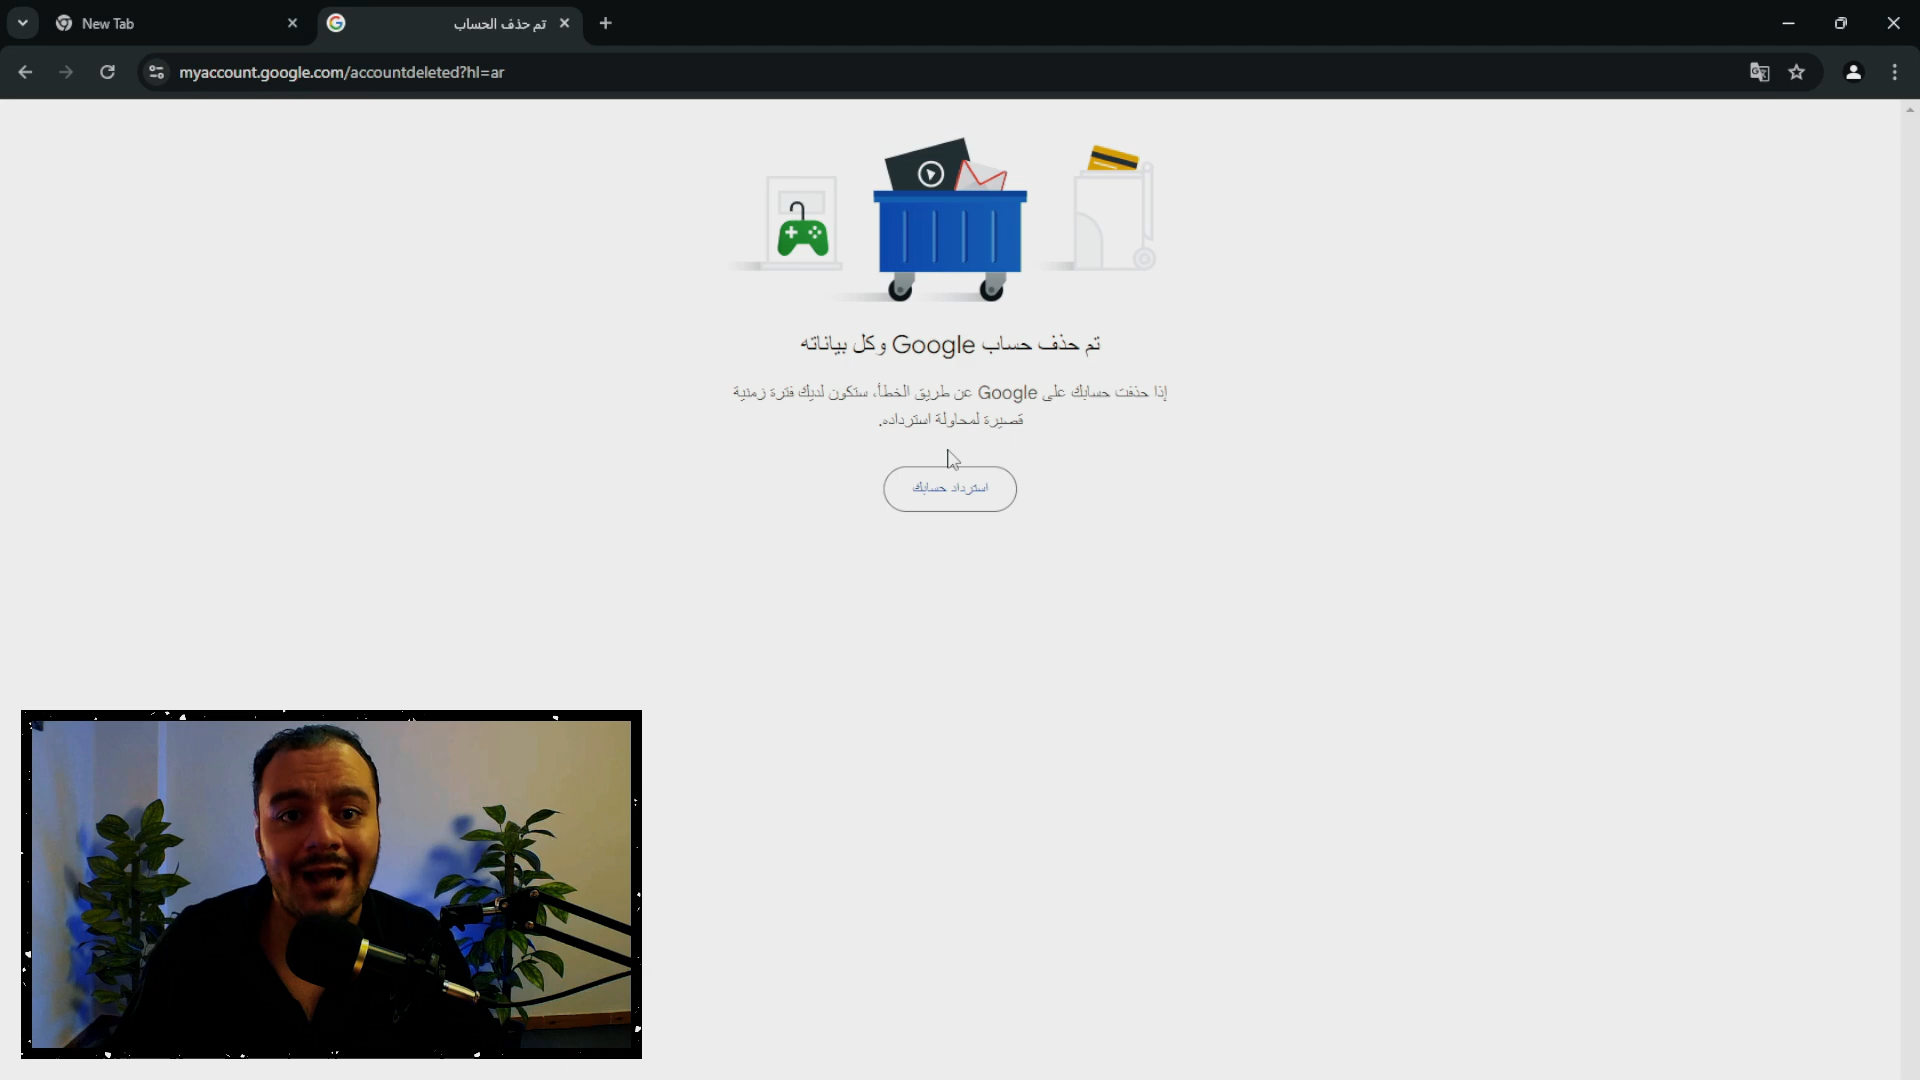 New Tab
تم حذف الحساب
myaccount.google.com/accountdeleted?hl=ar
تم حذف حساب Google وكل بياناته
إذا حذفت حسابك على Google عن طريق الخطأ، ستكون لديك فترة زمنية
قصيرة لمحاولة استرداده.
استرداد حسابك